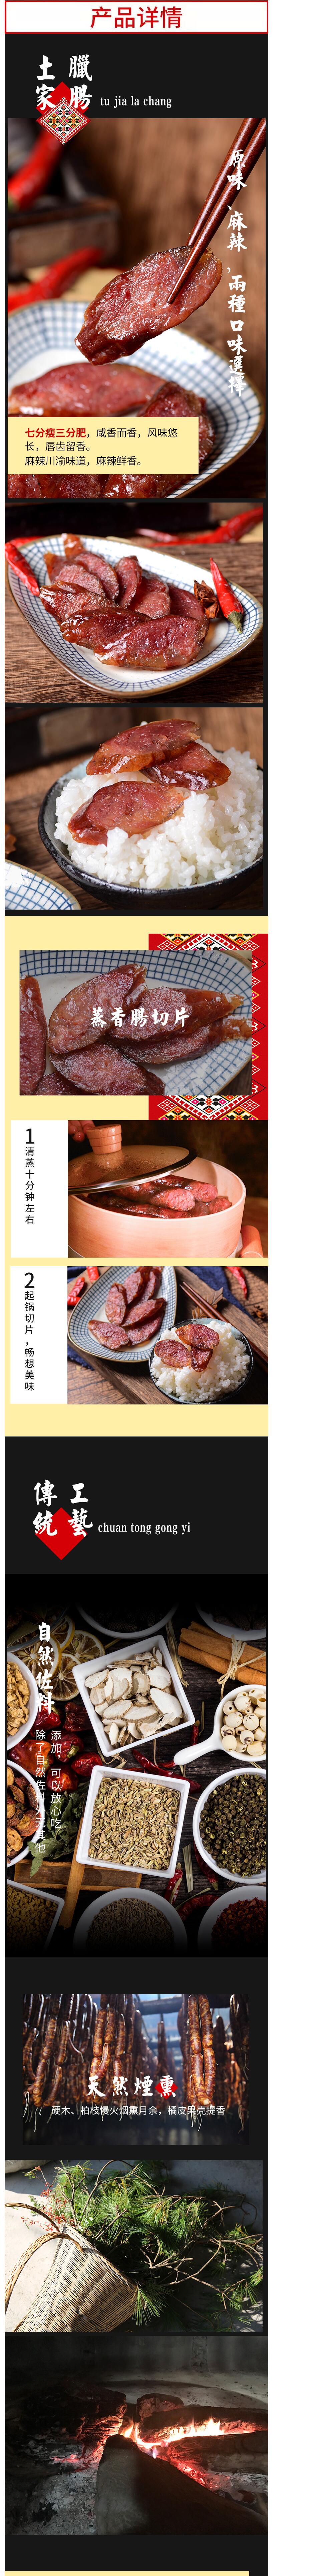 产品详情
土家
臘腸
tu jia la chang
原味、麻辣，兩種口味選擇
七分瘦三分肥，咸香而香，风味悠
长，唇齿留香。
麻辣川渝味道，麻辣鲜香。
蒸香腸切片
1
清蒸十分钟左右
2
起锅切片，畅想美味
傳統
工藝
chuan tong gong yi
自然佐料
除了自然佐料外无其他
添加，可以放心吃
天然煙熏
硬木、柏枝慢火烟熏月余，橘皮果壳提香